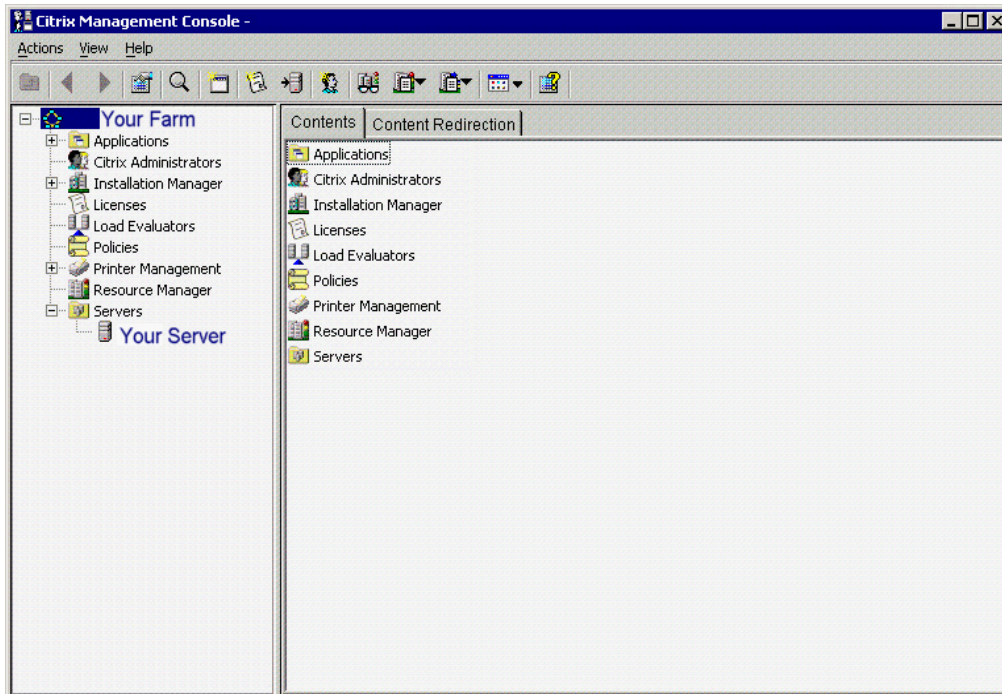 Citrix Management Console -
Actions View Help
Your Farm
Applications
Citrix Administrators
Installation Manager
Licenses
Load Evaluators
Policies
Printer Management
Resource Manager
Servers
Your Server
Contents Content Redirection
Applications
Citrix Administrators
Installation Manager
Licenses
Load Evaluators
Policies
Printer Management
Resource Manager
Servers